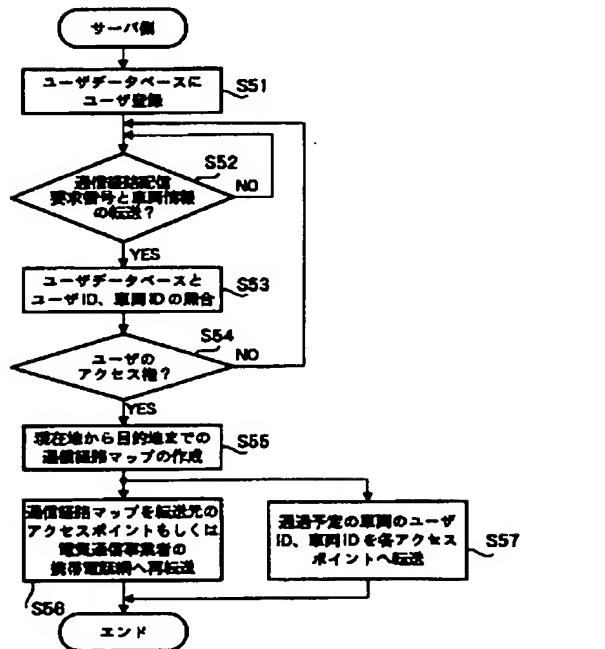 サーバ側
ユーザデータベースに
ユーザ登録
S51
通信経路配信
要求信号と車両情報
の転送？
S52
NO
YES
ユーザデータベースと
ユーザID、車両IDの照合
S53
ユーザの
アクセス権？
S54
NO
YES
現在地から目的地までの
通信経路マップの作成
S55
通信経路マップを転送元の
アクセスポイントもしくは
電気通信事業者の
携帯電話網へ再転送
S56
通過予定の車両のユーザ
ID、車両IDを各アクセス
ポイントへ転送
S57
エンド